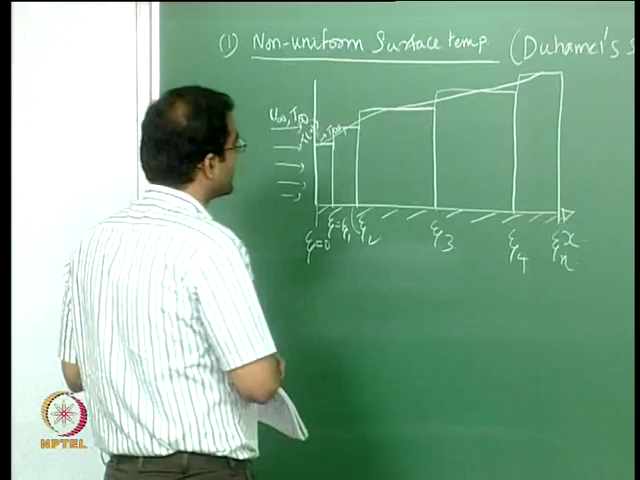 (1) Non-uniform Surface temp. (Duhamel's s
U∞, T∞
ξ=0 ξ=ξ1 ξ2 ξ3 ξ4 ξn x
NPTEL